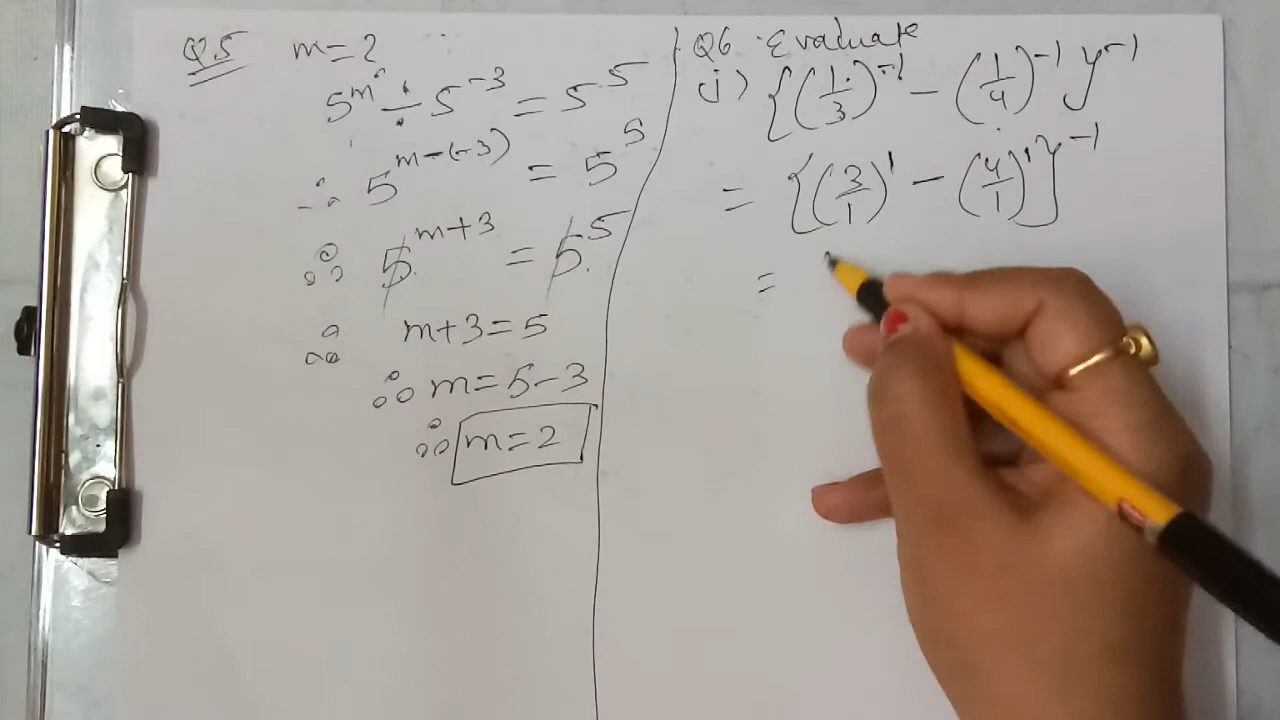 Q5 m=?
5^m ÷ 5^-3 = 5^5
∴ 5^m-(-3) = 5^5
∴ 5^m+3 = 5^5
∴ m+3=5
∴ m=5-3
∴ m=2
Q6 Evaluate
i) {(1/3)^-1 - (1/4)^-1}^-1
= {(3/1)^1 - (4/1)^1}^-1
=